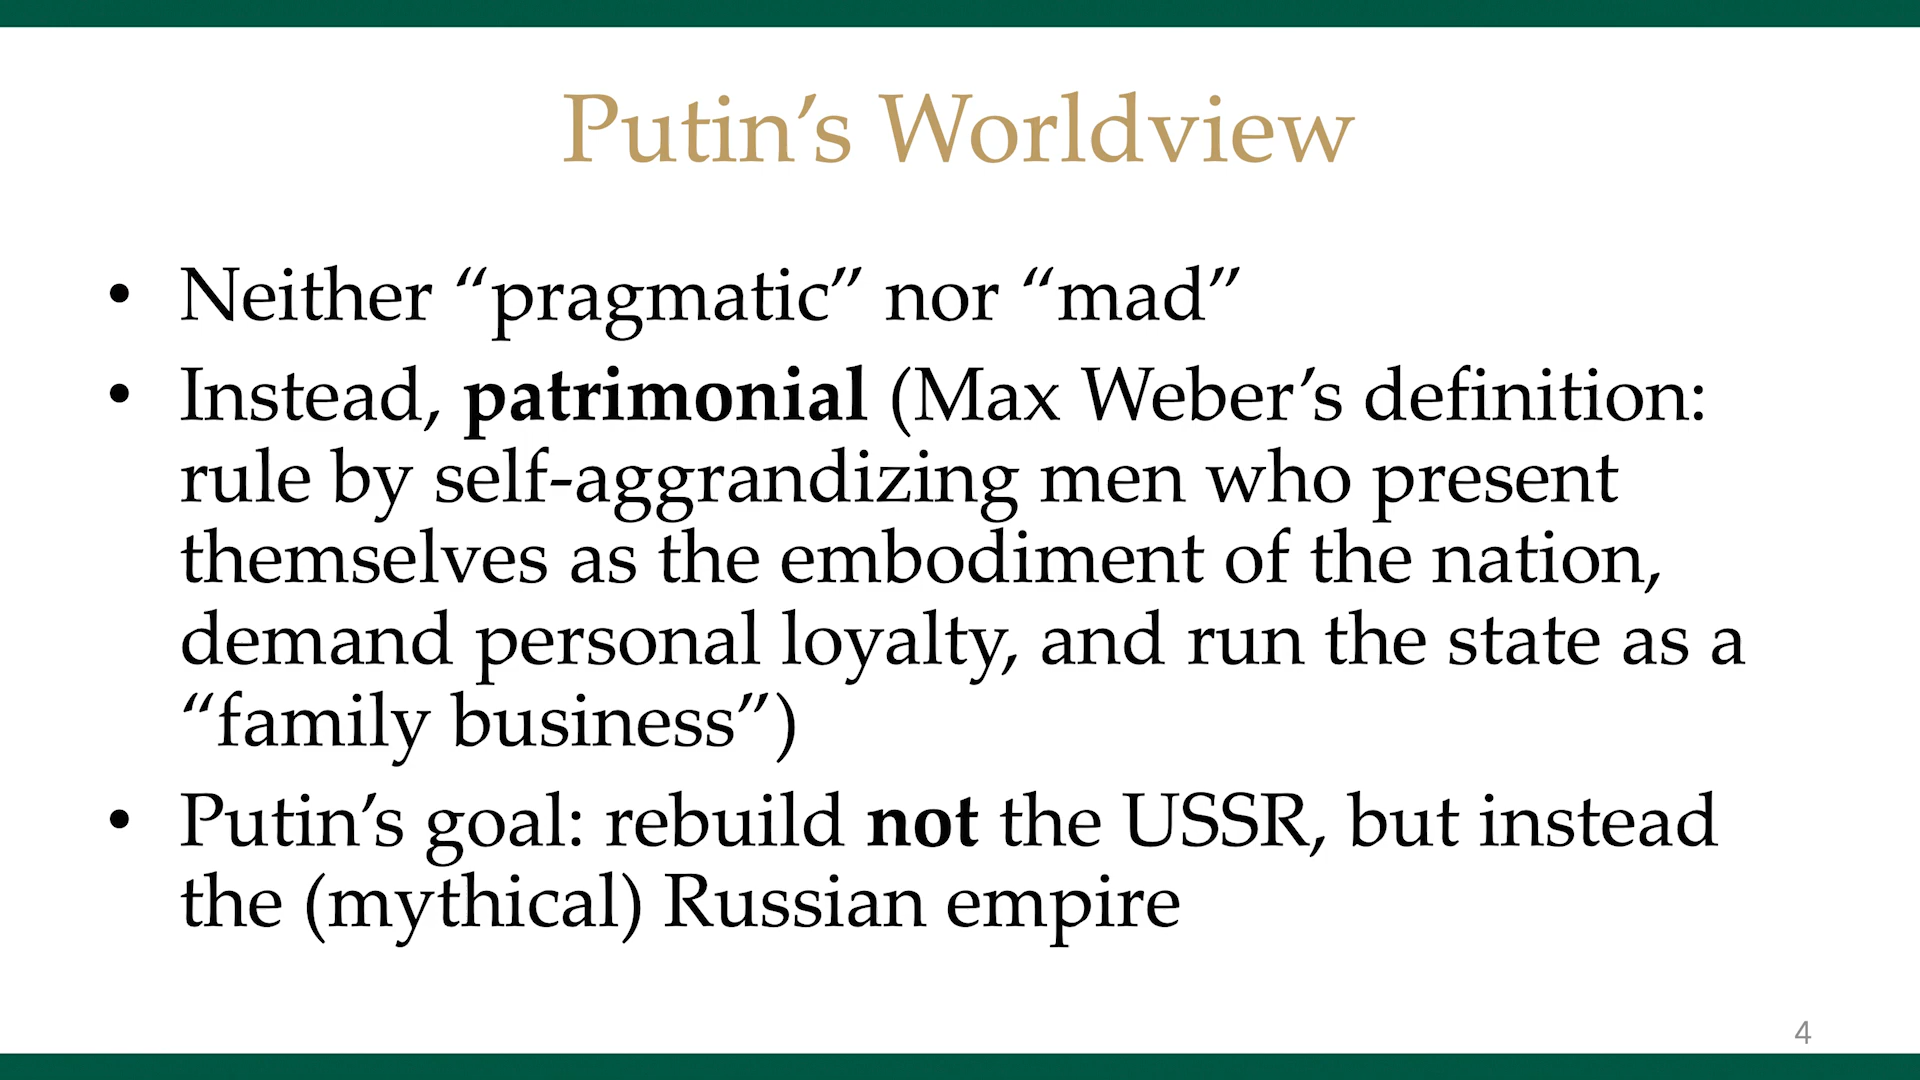 Putin’s Worldview
• Neither “pragmatic” nor “mad”
• Instead, patrimonial (Max Weber’s definition:
rule by self-aggrandizing men who present
themselves as the embodiment of the nation,
demand personal loyalty, and run the state as a
“family business”)
• Putin’s goal: rebuild not the USSR, but instead
the (mythical) Russian empire
4